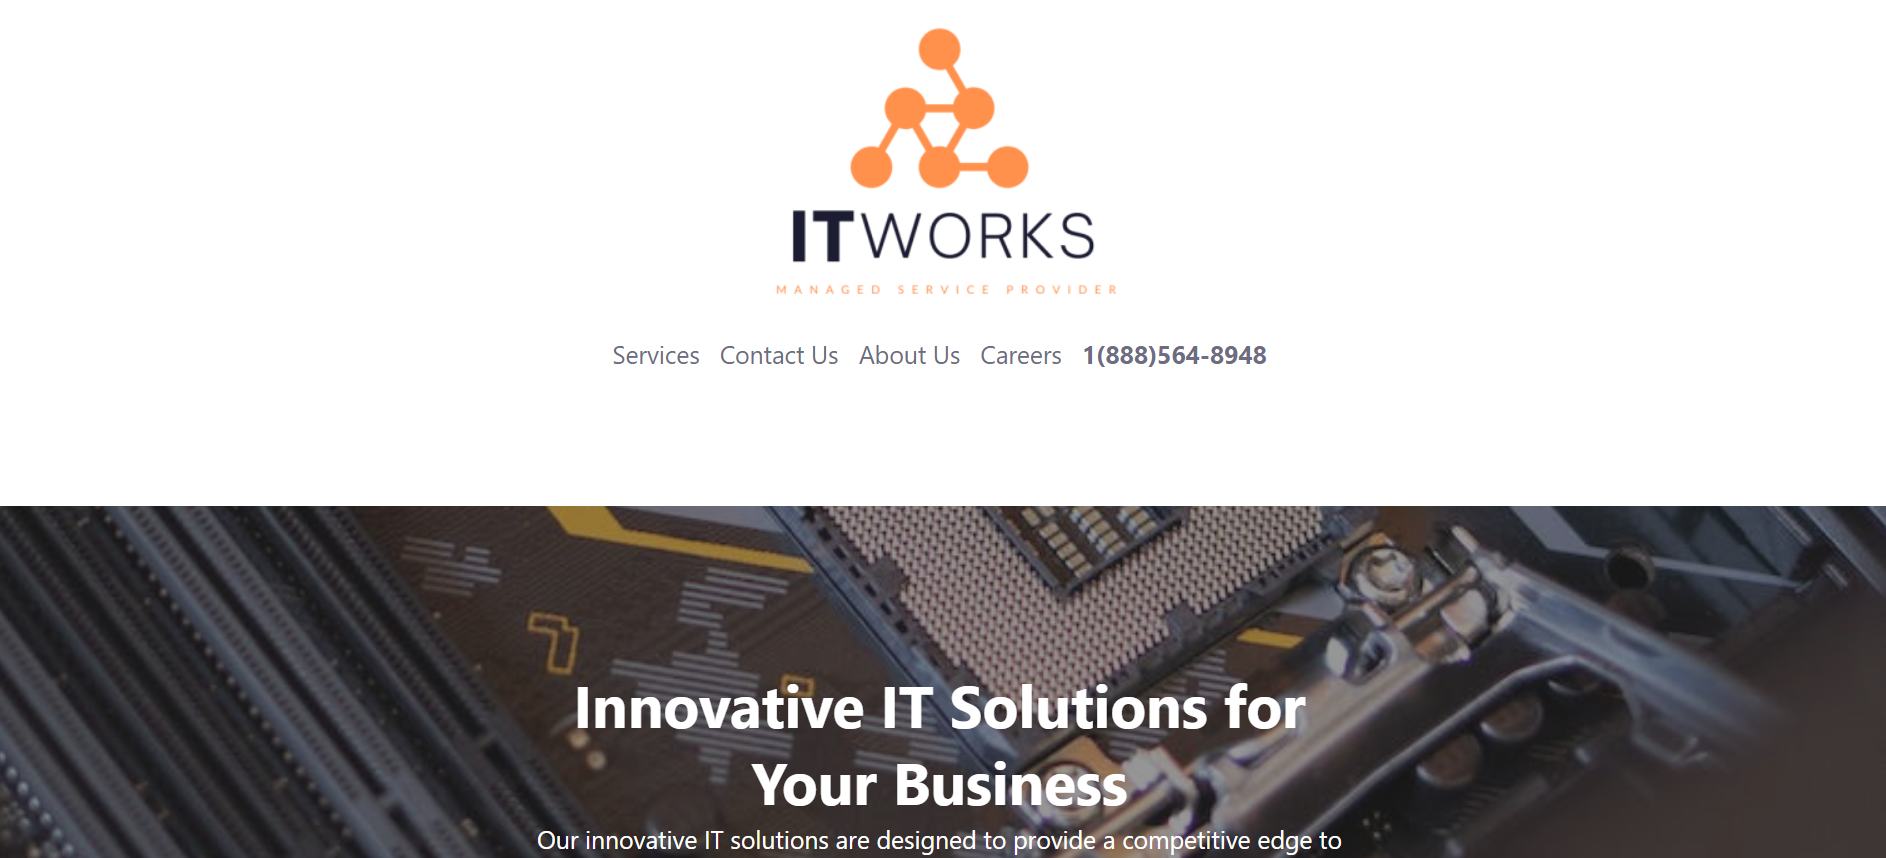 ITWORKS
MANAGED SERVICE PROVIDER
Services Contact Us About Us Careers 1(888)564-8948
Innovative IT Solutions for
Your Business
Our innovative IT solutions are designed to provide a competitive edge to